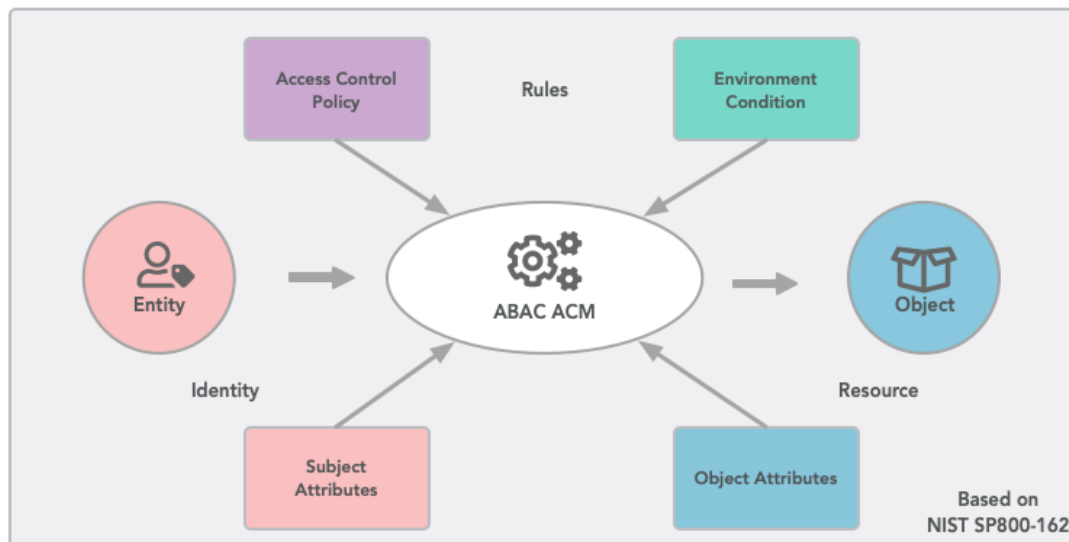 Access Control
Policy
Rules
Environment
Condition
Entity
ABAC ACM
Object
Identity
Resource
Subject
Attributes
Object Attributes
Based on
NIST SP800-162